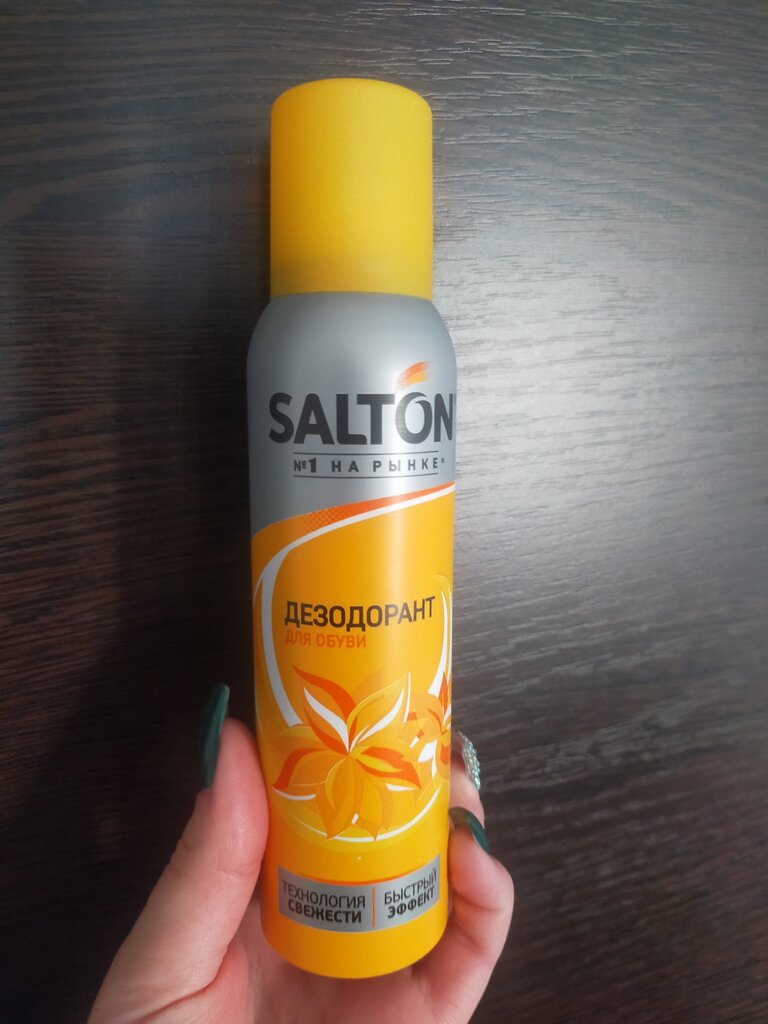 SALTON
№1 НА РЫНКЕ*
ДЕЗОДОРАНТ
ДЛЯ ОБУВИ
ТЕХНОЛОГИЯ
СВЕЖЕСТИ
БЫСТРЫЙ
ЭФФЕКТ